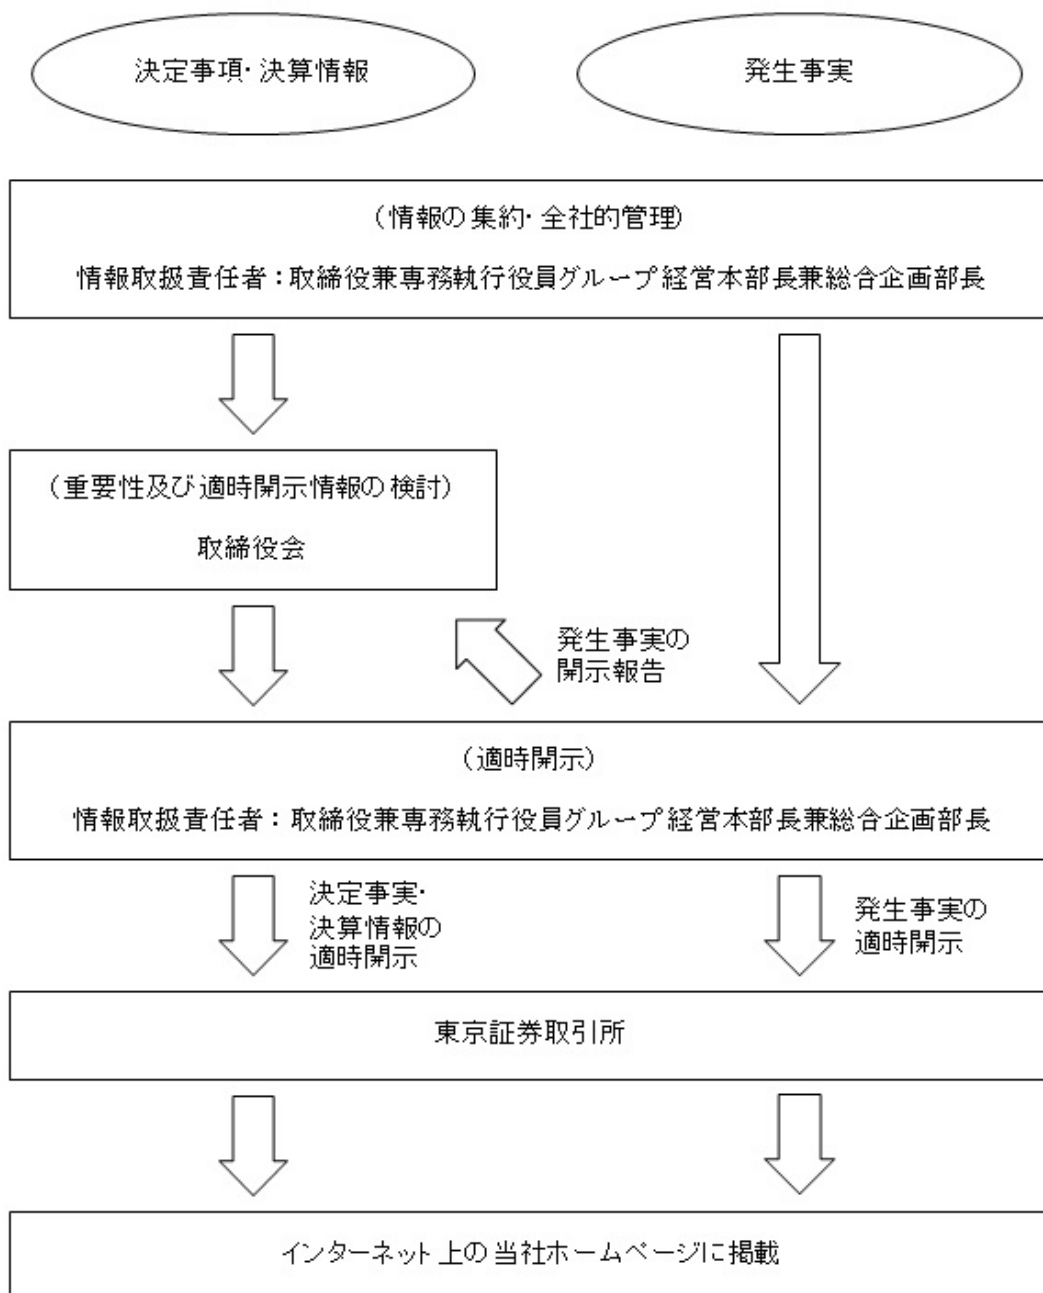 決定事項・決算情報
発生事実
（情報の集約・全社的管理）
情報取扱責任者：取締役兼専務執行役員グループ経営本部長兼総合企画部長
（重要性及び適時開示情報の検討）
取締役会
発生事実の
開示報告
（適時開示）
情報取扱責任者：取締役兼専務執行役員グループ経営本部長兼総合企画部長
決定事実・
決算情報の
適時開示
発生事実の
適時開示
東京証券取引所
インターネット上の当社ホームページに掲載